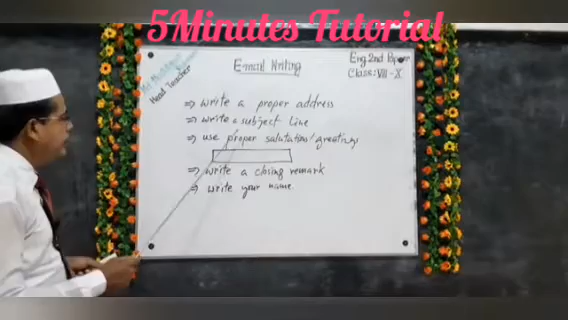 5Minutes Tutorial
Eng 2nd Paper
Class: VIII-X
Email Writing
Head Teacher
⇒ write a proper address
⇒ write a subject line
⇒ use proper salutation/greetings
⇒ write a closing remark
⇒ write your name